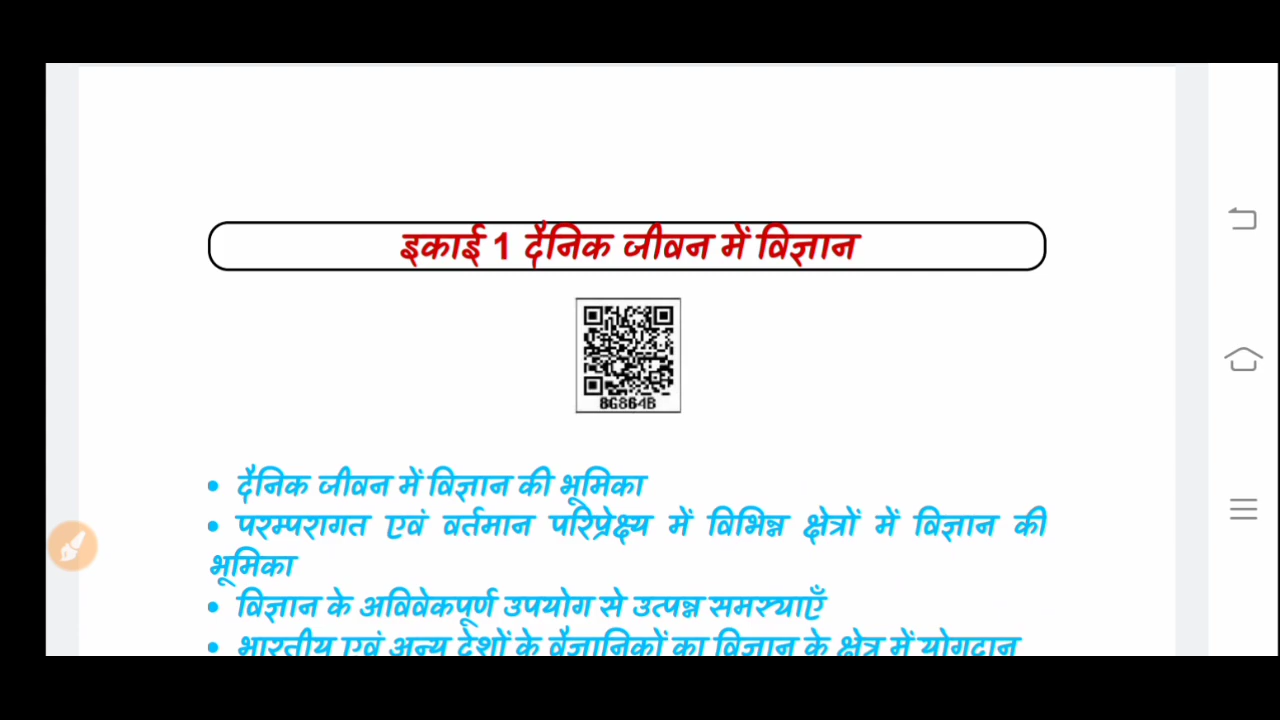 इकाई 1 दैनिक जीवन में विज्ञान
8G864B
• दैनिक जीवन में विज्ञान की भूमिका
• परम्परागत एवं वर्तमान परिप्रेक्ष्य में विभिन्न क्षेत्रों में विज्ञान की
भूमिका
• विज्ञान के अविवेकपूर्ण उपयोग से उत्पन्न समस्याएँ
• भारतीय एवं अन्य देशों के वैज्ञानिकों का विज्ञान के क्षेत्र में योगदान